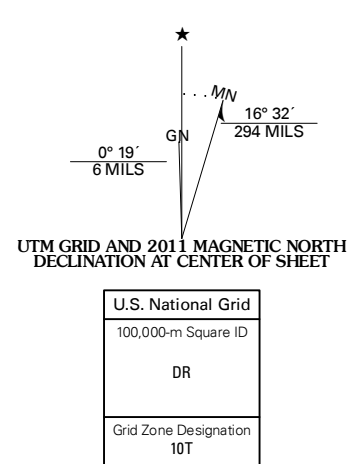 ★
MN
GN
16° 32´
294 MILS
0° 19´
6 MILS
UTM GRID AND 2011 MAGNETIC NORTH
DECLINATION AT CENTER OF SHEET
U.S. National Grid
100,000-m Square ID
DR
Grid Zone Designation
10T